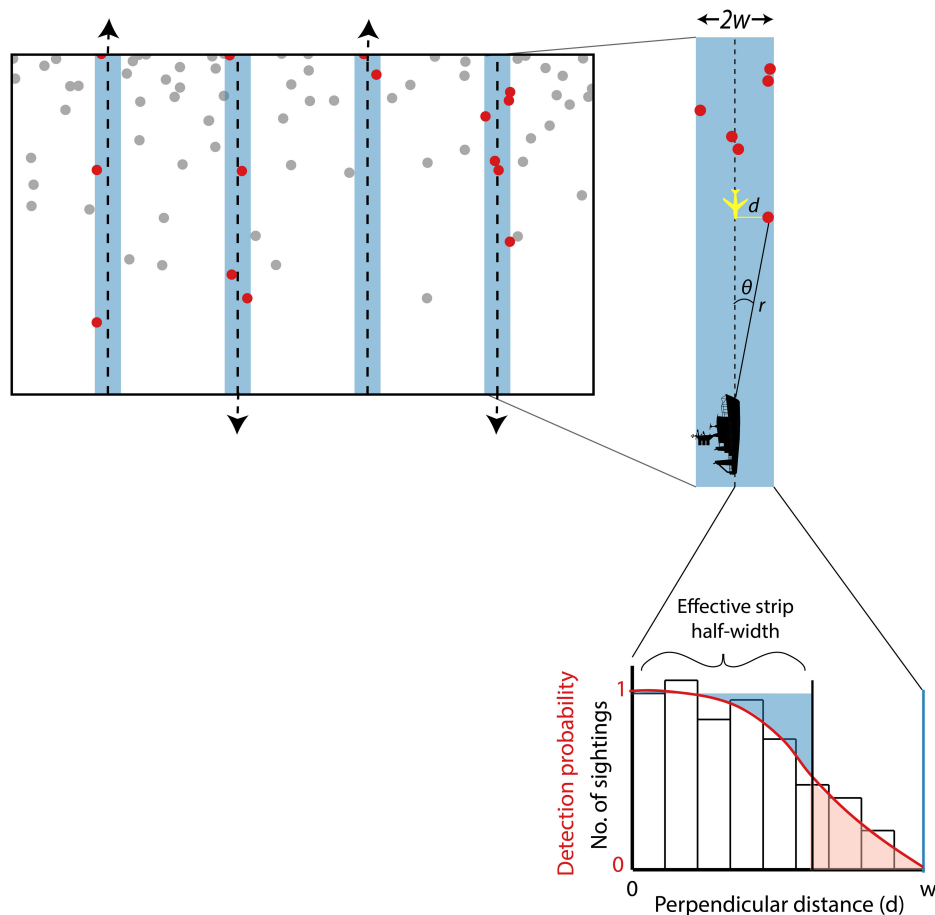 2w
d
θ
r
Effective strip
half-width
Detection probability
No. of sightings
1
0
0
w
Perpendicular distance (d)